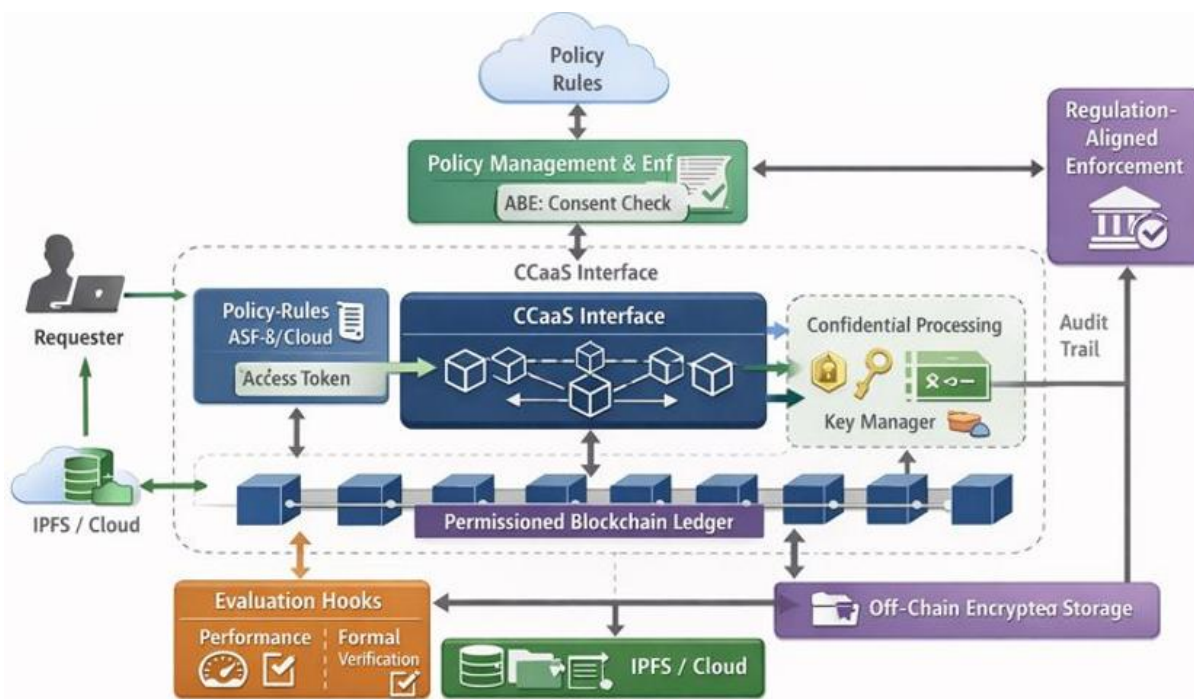 Policy
Rules
Policy Management & Enf
ABE: Consent Check
Regulation-
Aligned
Enforcement
CCaaS Interface
Requester
Policy-Rules
ASF-8/Cloud
Access Token
CCaaS Interface
Confidential Processing
Key Manager
Audit
Trail
IPFS / Cloud
Permissioned Blockchain Ledger
Evaluation Hooks
Performance
Formal
Verification
IPFS / Cloud
Off-Chain Encrypted Storage